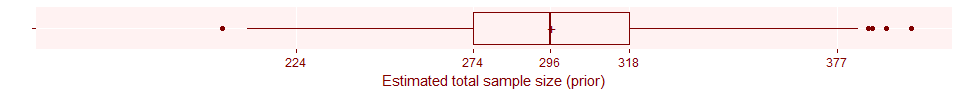 224 274 296 318 377
Estimated total sample size (prior)